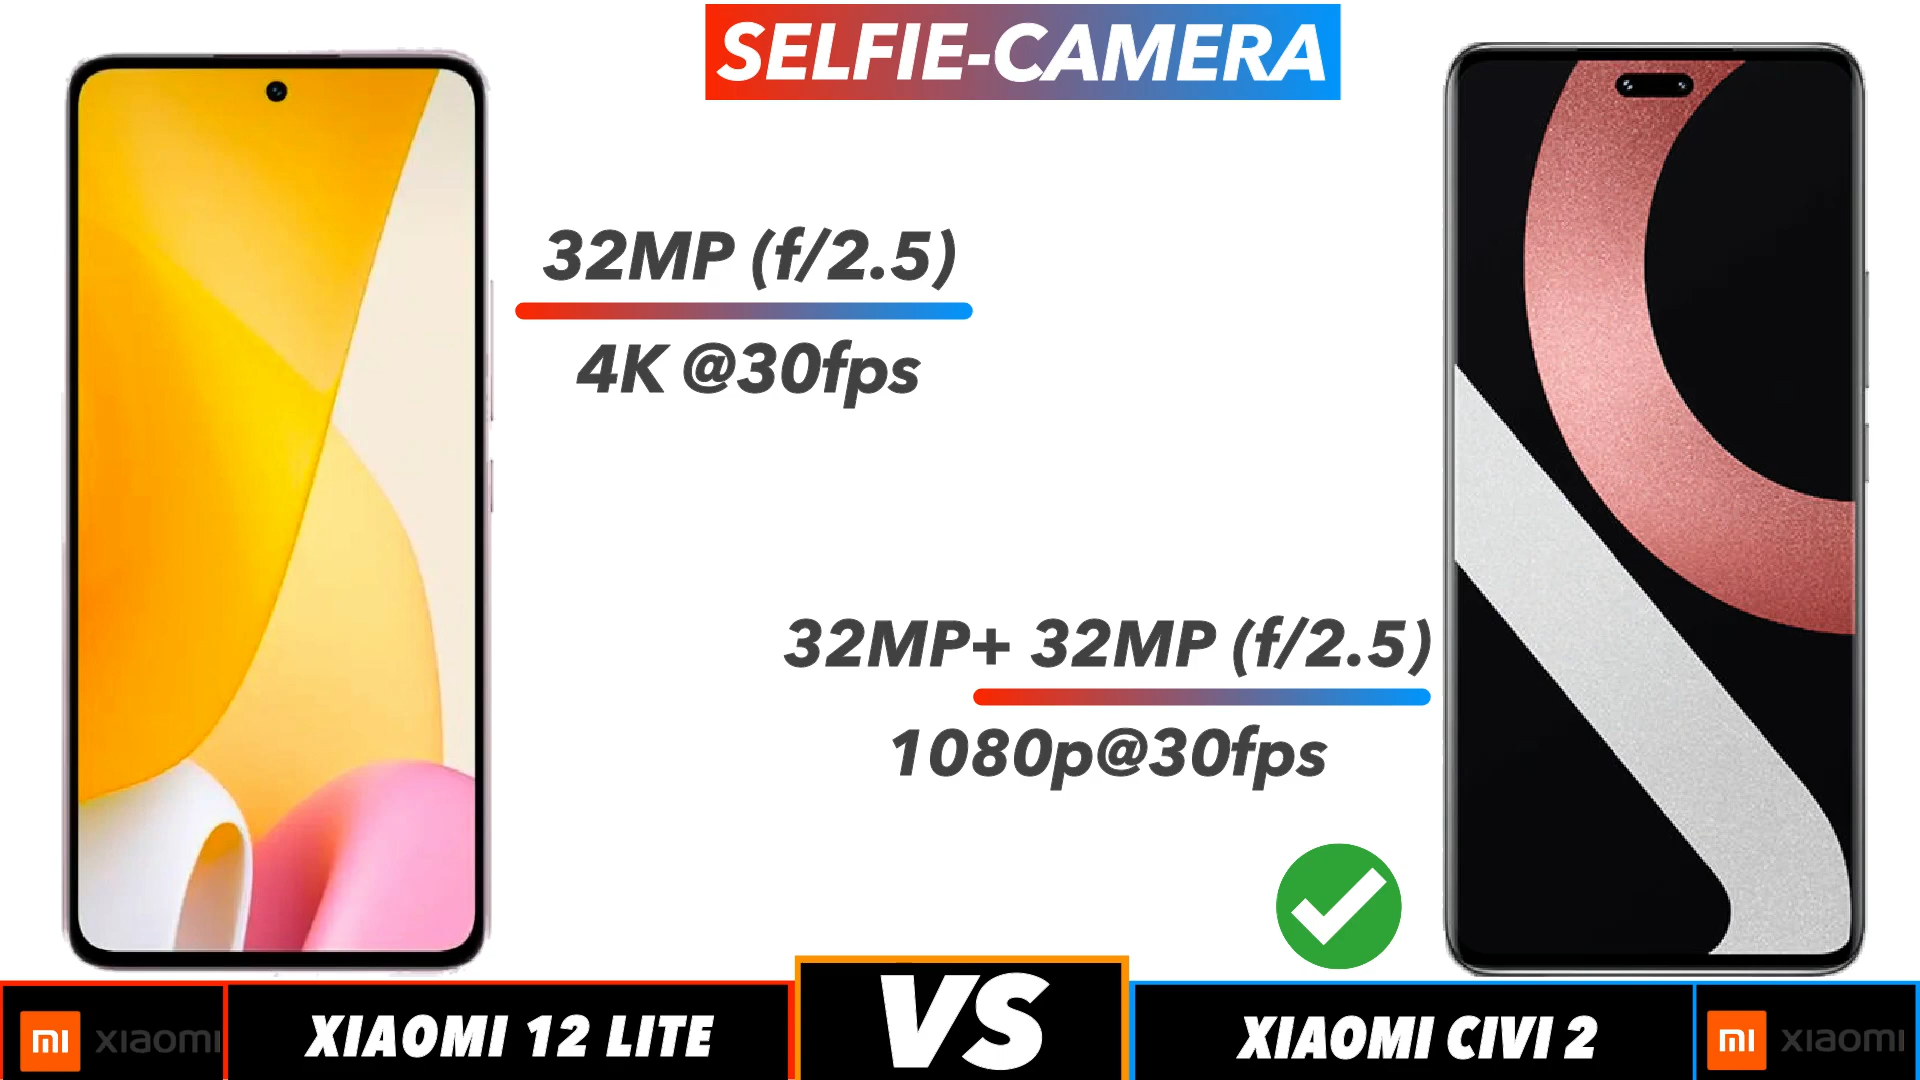 SELFIE-CAMERA
32MP (f/2.5)
4K @30fps
32MP+ 32MP (f/2.5)
1080p@30fps
mi xiaomi
XIAOMI 12 LITE
VS
XIAOMI CIVI 2
mi xiaomi